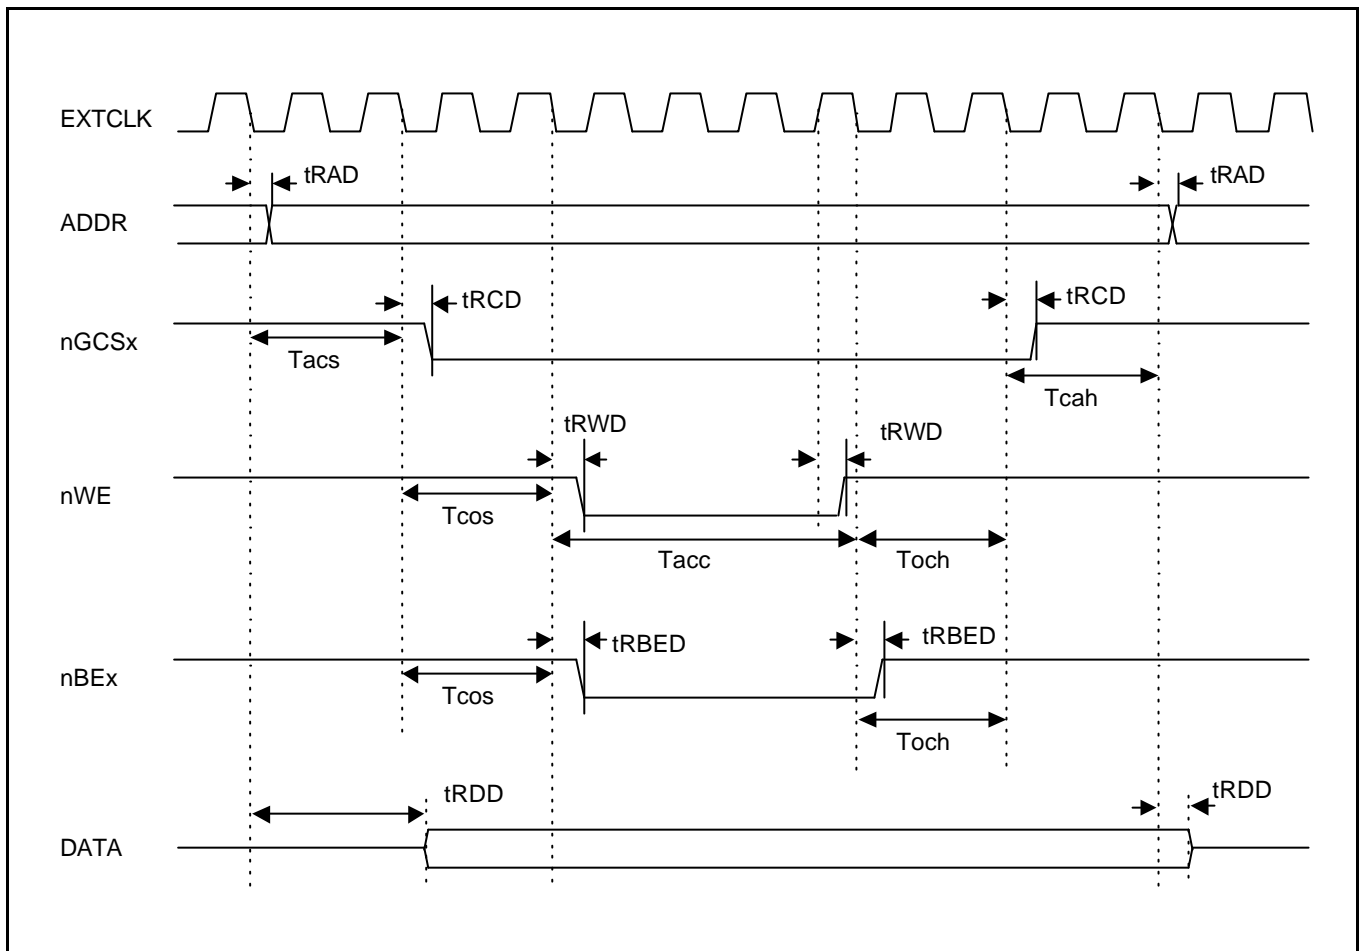 EXTCLK
tRAD
tRAD
ADDR
tRCD
tRCD
nGCSx
Tacs
Tcah
tRWD
tRWD
nWE
Tcos
Tacc
Toch
tRBED
tRBED
nBEx
Tcos
Toch
tRDD
tRDD
DATA